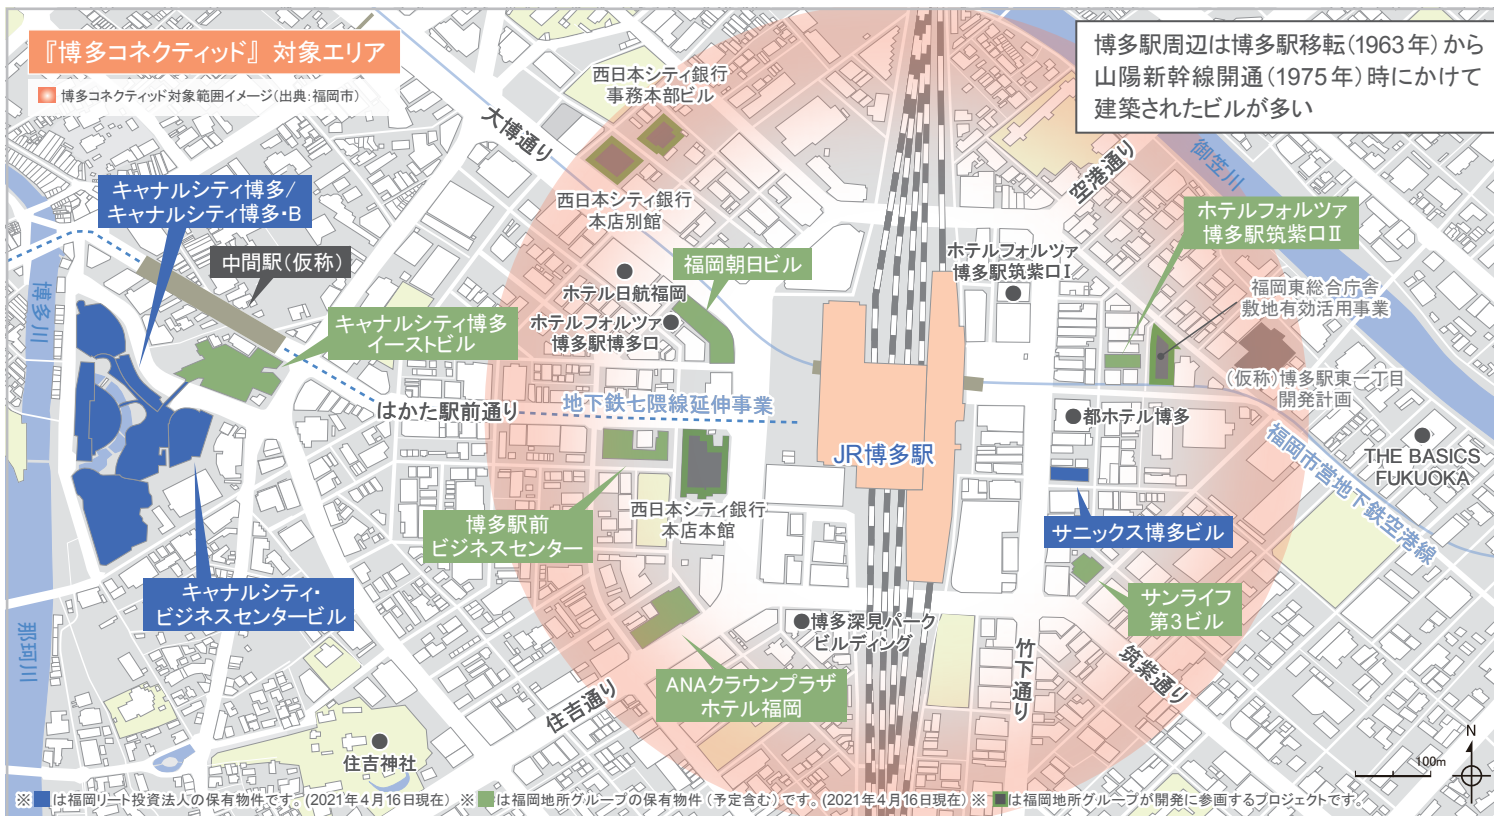 『博多コネクティッド』 対象エリア
博多コネクティッド対象範囲イメージ(出典:福岡市)
博多駅周辺は博多駅移転(1963年)から
山陽新幹線開通(1975年)時にかけて
建築されたビルが多い
西日本シティ銀行
事務本部ビル
大博通り
西日本シティ銀行
本店別館
空港通り
御笠川
キャナルシティ博多/
キャナルシティ博多・B
中間駅(仮称)
博多川
キャナルシティ博多
イーストビル
福岡朝日ビル
ホテル日航福岡
ホテルフォルツァ
博多駅博多口
ホテルフォルツァ
博多駅筑紫口I
ホテルフォルツァ
博多駅筑紫口II
福岡東総合庁舎
敷地有効活用事業
(仮称)博多駅東一丁目
開発計画
はかた駅前通り
地下鉄七隈線延伸事業
JR博多駅
都ホテル博多
THE BASICS
FUKUOKA
福岡市営地下鉄空港線
博多駅前
ビジネスセンター
西日本シティ銀行
本店本館
サニックス博多ビル
キャナルシティ・
ビジネスセンタービル
那珂川
サンライフ
第3ビル
博多深見パーク
ビルディング
ANAクラウンプラザ
ホテル福岡
住吉通り
竹下通り
筑紫通り
住吉神社
N
100m
※■は福岡リート投資法人の保有物件です。(2021年4月16日現在) ※■は福岡地所グループの保有物件(予定含む)です。(2021年4月16日現在) ※■は福岡地所グループが開発に参画するプロジェクトです。